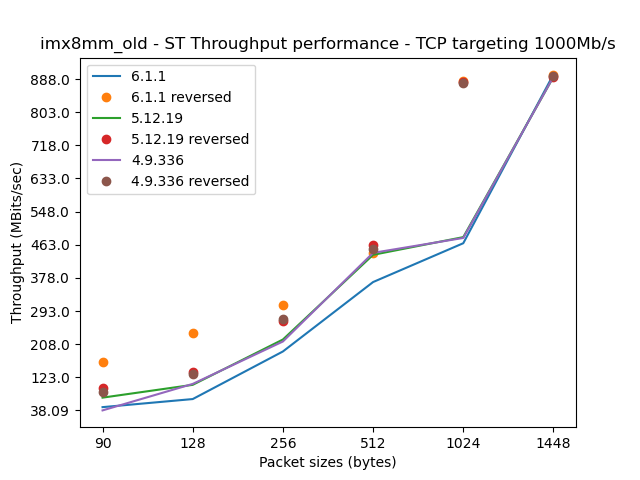 imx8mm_old - ST Throughput performance - TCP targeting 1000Mb/s
6.1.1
6.1.1 reversed
5.12.19
5.12.19 reversed
4.9.336
4.9.336 reversed
Throughput (MBits/sec)
888.0
803.0
718.0
633.0
548.0
463.0
378.0
293.0
208.0
123.0
38.09
90 128 256 512 1024 1448
Packet sizes (bytes)